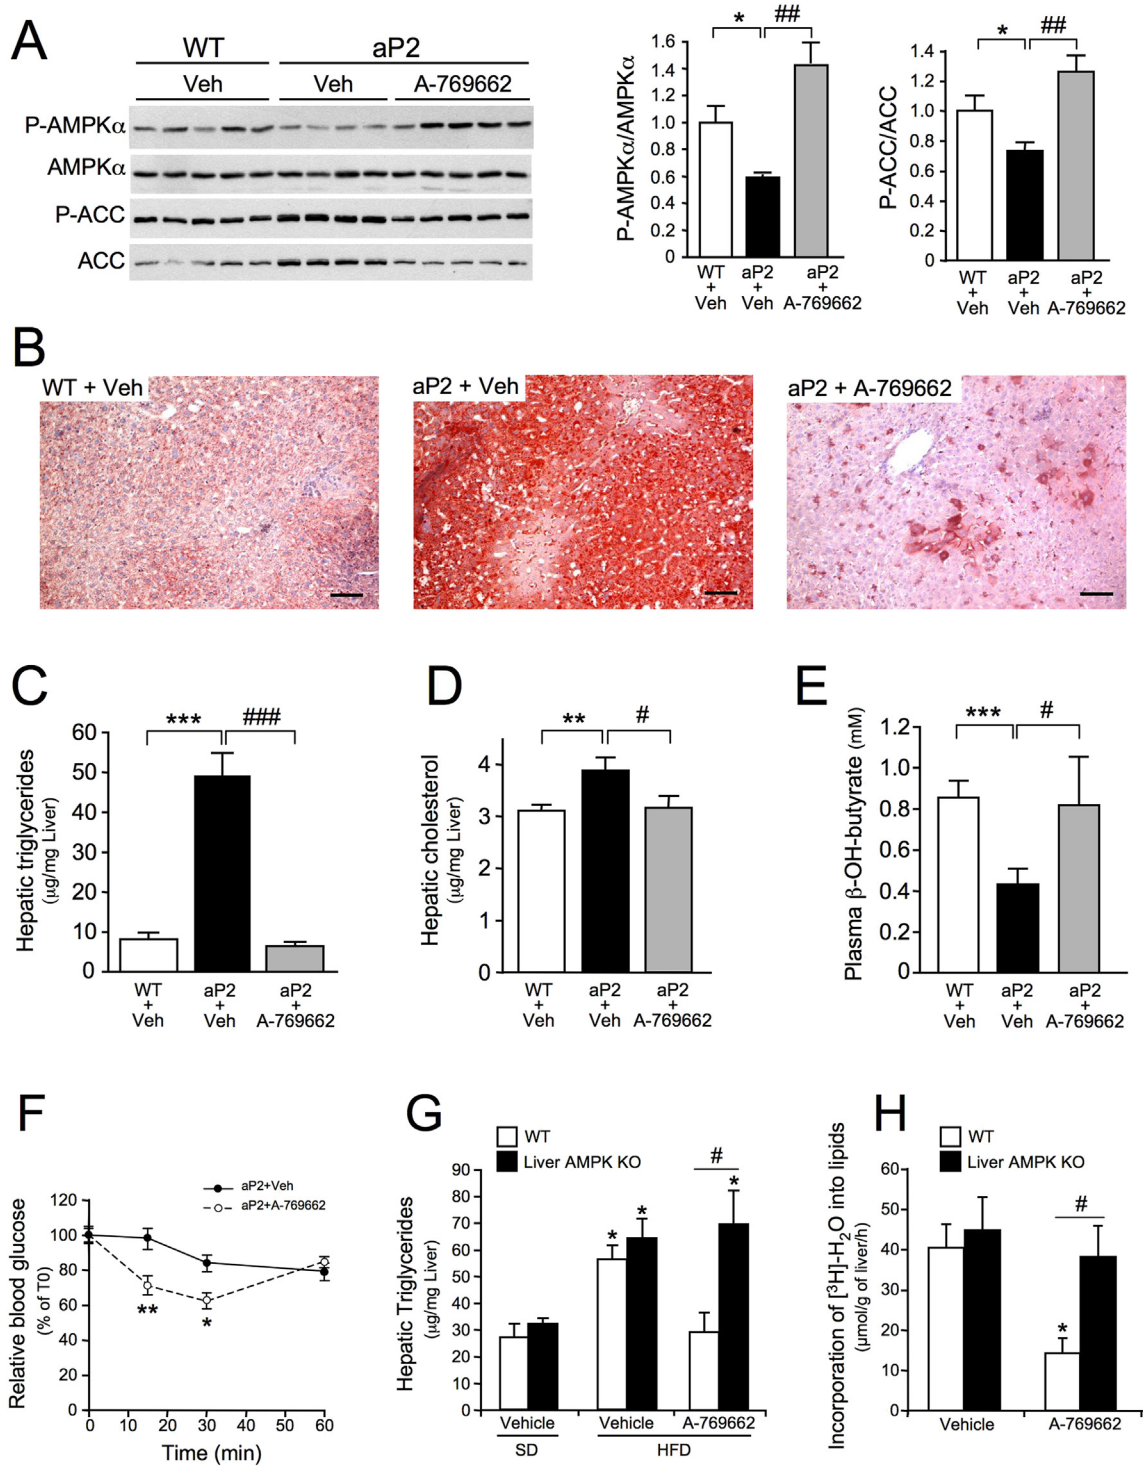 A
WT aP2
Veh Veh A-769662
P-AMPKα
AMPKα
P-ACC
ACC
P-AMPKα/AMPKα
1.6
1.4
1.2
1.0
0.8
0.6
0.4
0.2
0
* ##
WT aP2 aP2
+ + +
Veh Veh A-769662
P-ACC/ACC
1.4
1.2
1.0
0.8
0.6
0.4
0.2
0
* ##
WT aP2 aP2
+ + +
Veh Veh A-769662
B
WT + Veh
aP2 + Veh
aP2 + A-769662
C
Hepatic triglycerides
(μg/mg Liver)
60
50
40
30
20
10
0
*** ###
WT aP2 aP2
+ + +
Veh Veh A-769662
D
Hepatic cholesterol
(μg/mg Liver)
4
3
2
1
0
** #
WT aP2 aP2
+ + +
Veh Veh A-769662
E
Plasma β-OH-butyrate (mM)
1.2
1.0
0.8
0.6
0.4
0.2
0
*** #
WT aP2 aP2
+ + +
Veh Veh A-769662
F
aP2+Veh
aP2+A-769662
Relative blood glucose
(% of T0)
120
100
80
60
40
20
0
**
*
0 10 20 30 40 50 60
Time (min)
G
WT
Liver AMPK KO
Hepatic Triglycerides
(μg/mg Liver)
90
80
70
60
50
40
30
20
10
0
#
* * *
Vehicle Vehicle A-769662
SD HFD
H
WT
Liver AMPK KO
Incorporation of [³H]-H₂O into lipids
(μmol/g of liver/h)
60
50
40
30
20
10
0
#
*
Vehicle A-769662